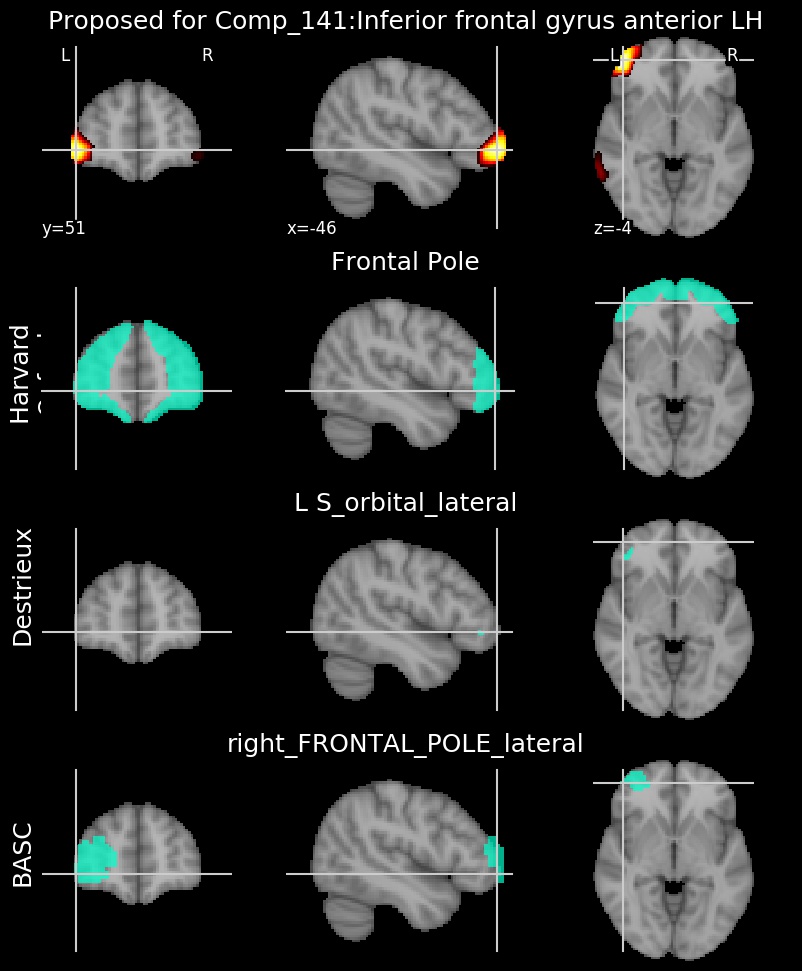 Proposed for Comp_141:Inferior frontal gyrus anterior LH
L R
L R
y=51 x=-46 z=-4
Frontal Pole
Harvard
L S_orbital_lateral
Destrieux
right_FRONTAL_POLE_lateral
BASC